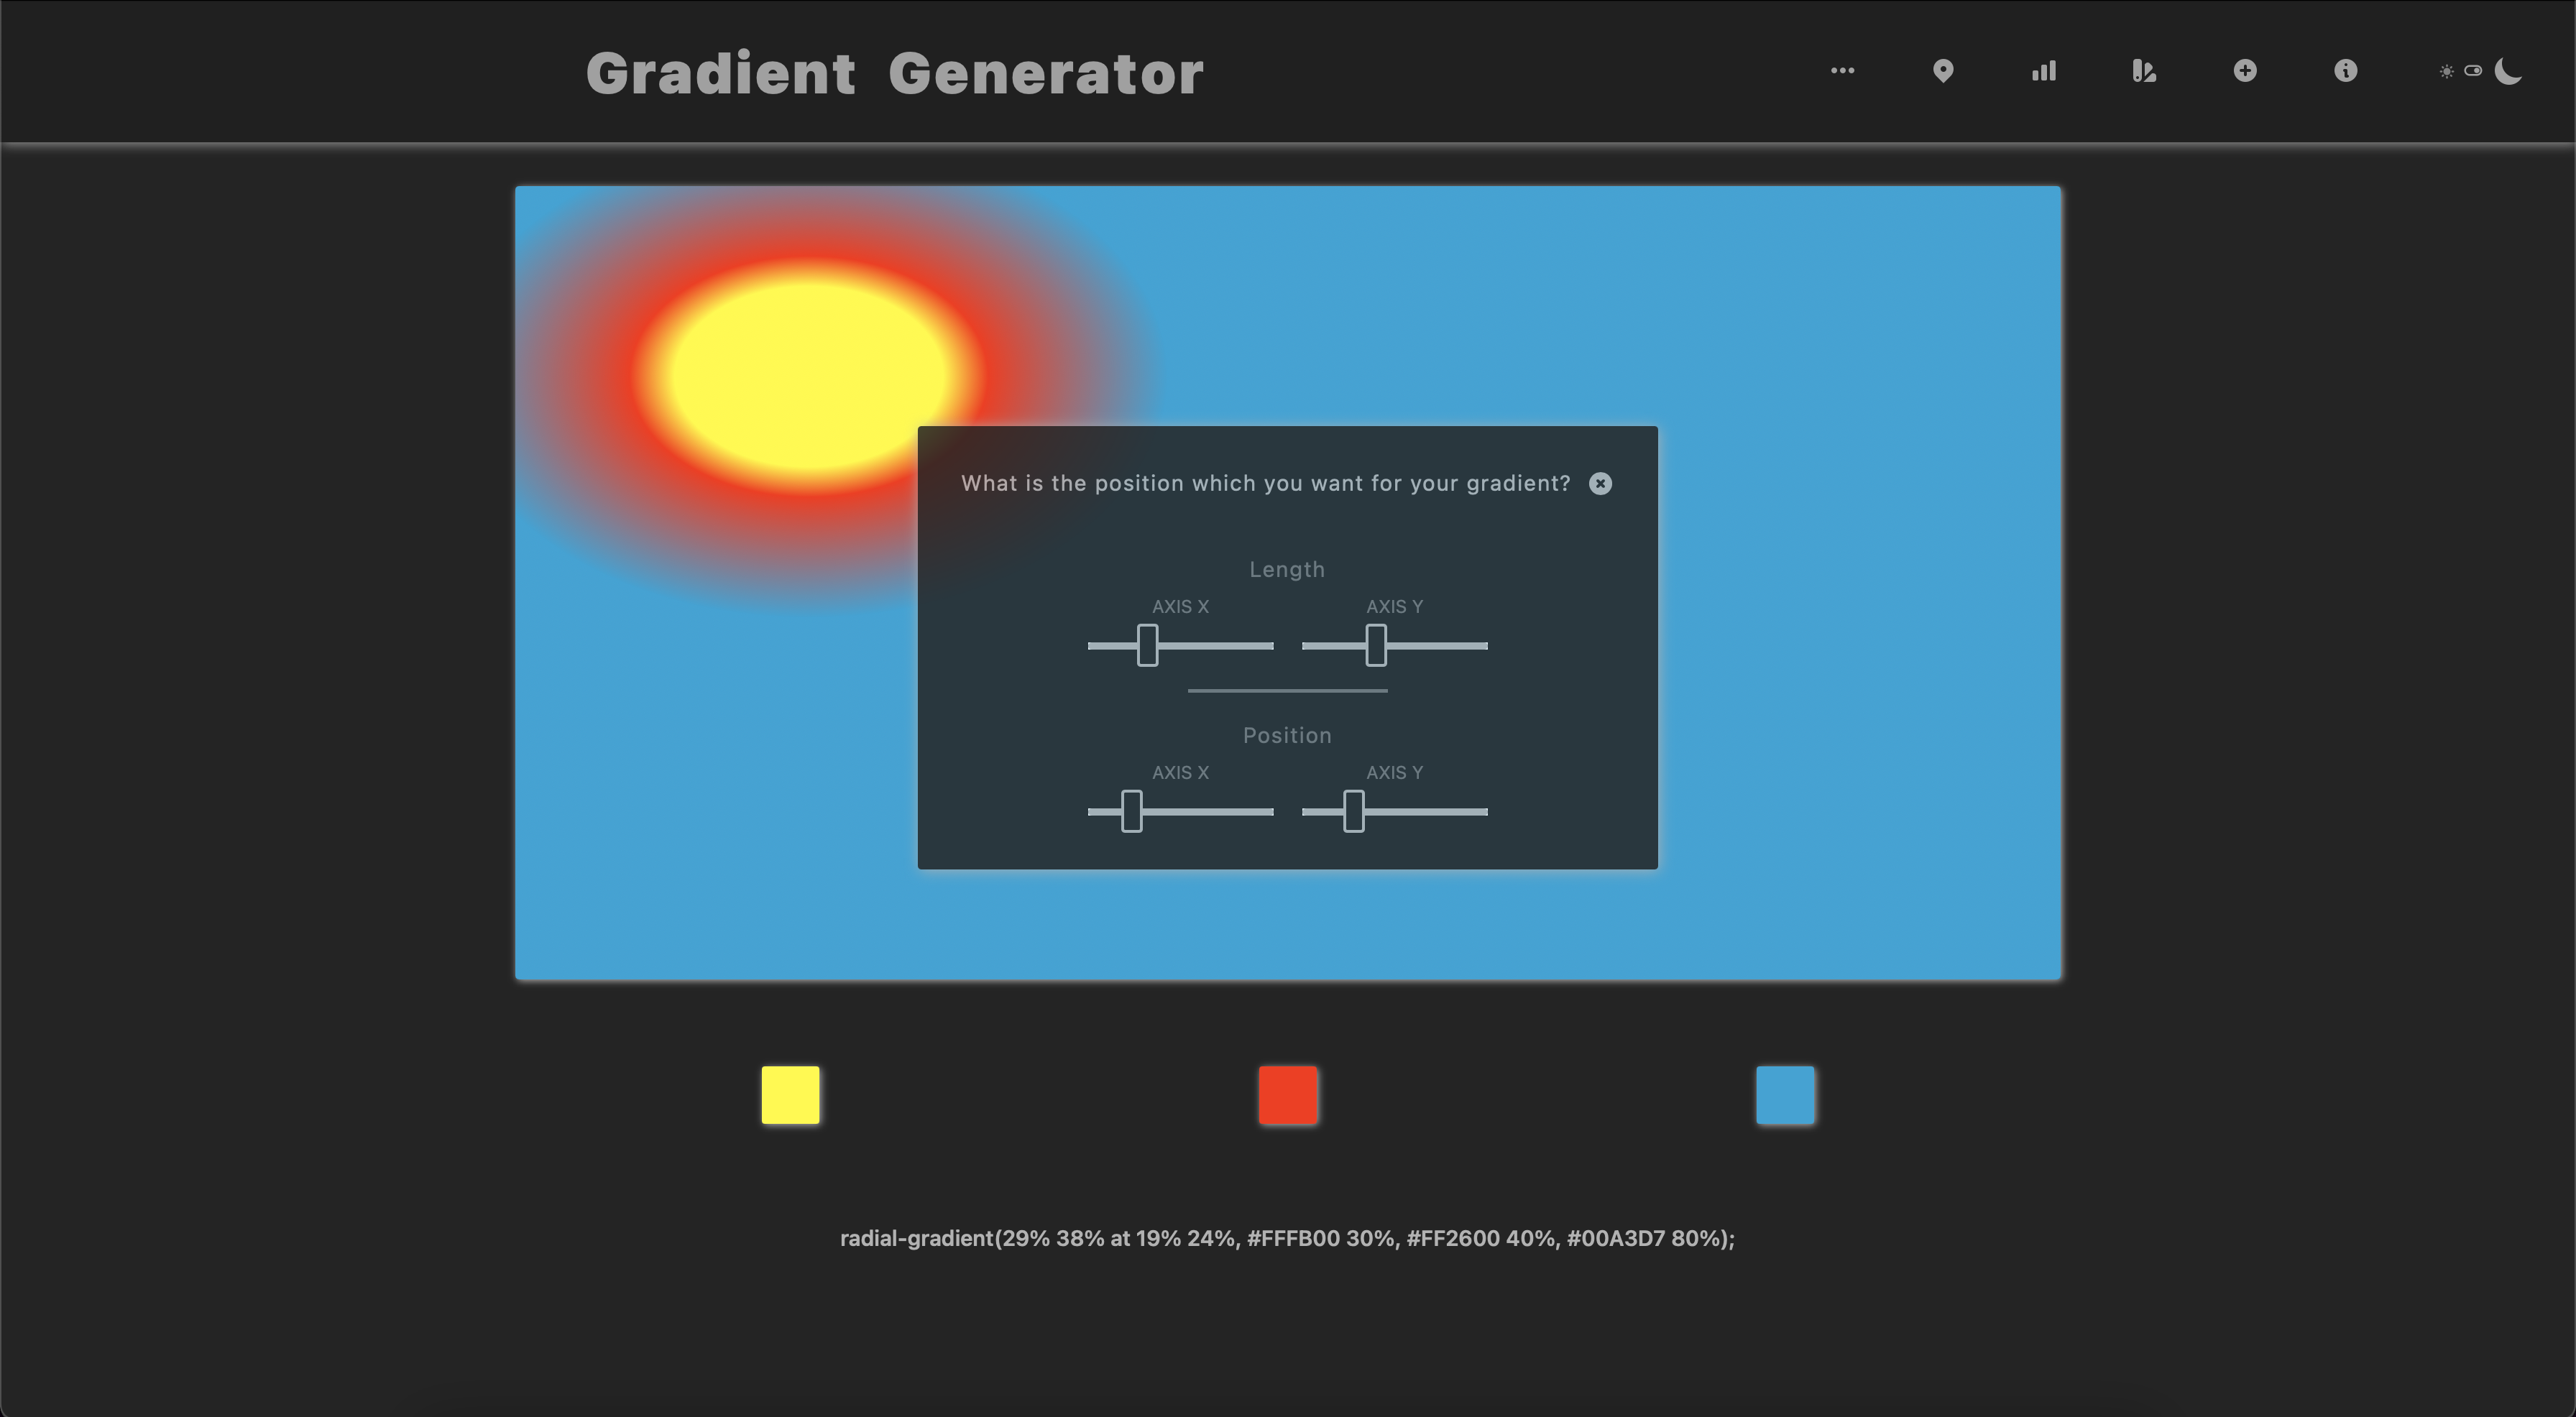 Gradient Generator
What is the position which you want for your gradient?
Length
AXIS X AXIS Y
Position
AXIS X AXIS Y
radial-gradient(29% 38% at 19% 24%, #FFFB00 30%, #FF2600 40%, #00A3D7 80%);